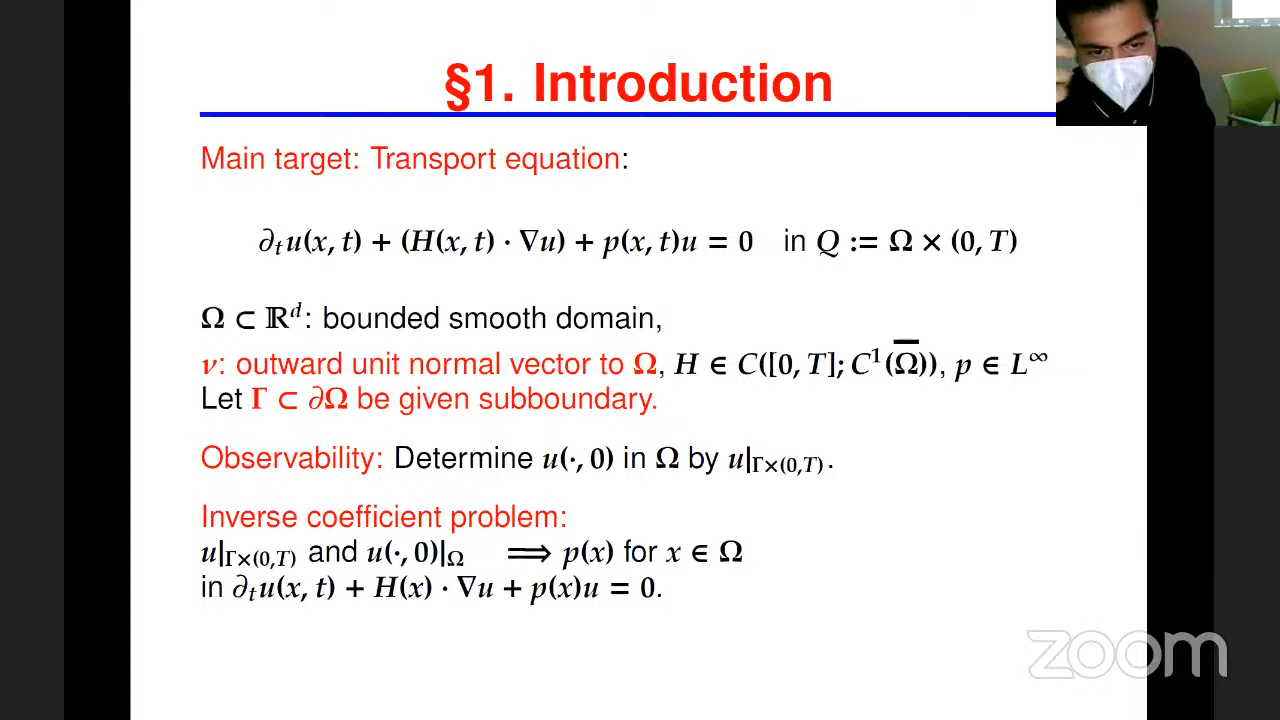 §1. Introduction
Main target: Transport equation:
∂ₜu(x, t) + (H(x, t) · ∇u) + p(x, t)u = 0 in Q := Ω × (0, T)
Ω ⊂ ℝᵈ: bounded smooth domain,
ν: outward unit normal vector to Ω, H ∈ C([0, T]; C¹(Ω̅)), p ∈ L^∞
Let Γ ⊂ ∂Ω be given subboundary.
Observability: Determine u(·, 0) in Ω by u|_{Γ×(0,T)}.
Inverse coefficient problem:
u|_{Γ×(0,T)} and u(·, 0)|_Ω ⟹ p(x) for x ∈ Ω
in ∂ₜu(x, t) + H(x) · ∇u + p(x)u = 0.
zoom